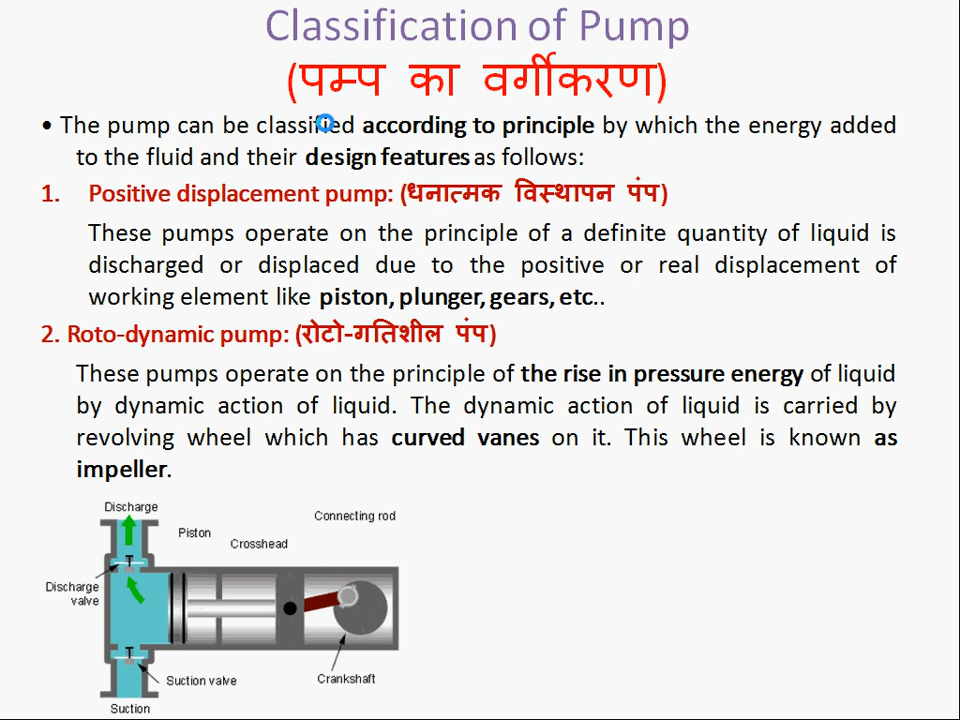 Classification of Pump
(पम्प का वर्गीकरण)
• The pump can be classified according to principle by which the energy added
to the fluid and their design features as follows:
1. Positive displacement pump: (धनात्मक विस्थापन पंप)
These pumps operate on the principle of a definite quantity of liquid is
discharged or displaced due to the positive or real displacement of
working element like piston, plunger, gears, etc..
2. Roto-dynamic pump: (रोटो-गतिशील पंप)
These pumps operate on the principle of the rise in pressure energy of liquid
by dynamic action of liquid. The dynamic action of liquid is carried by
revolving wheel which has curved vanes on it. This wheel is known as
impeller.
Discharge
Connecting rod
Piston
Crosshead
Discharge
valve
Suction valve
Crankshaft
Suction